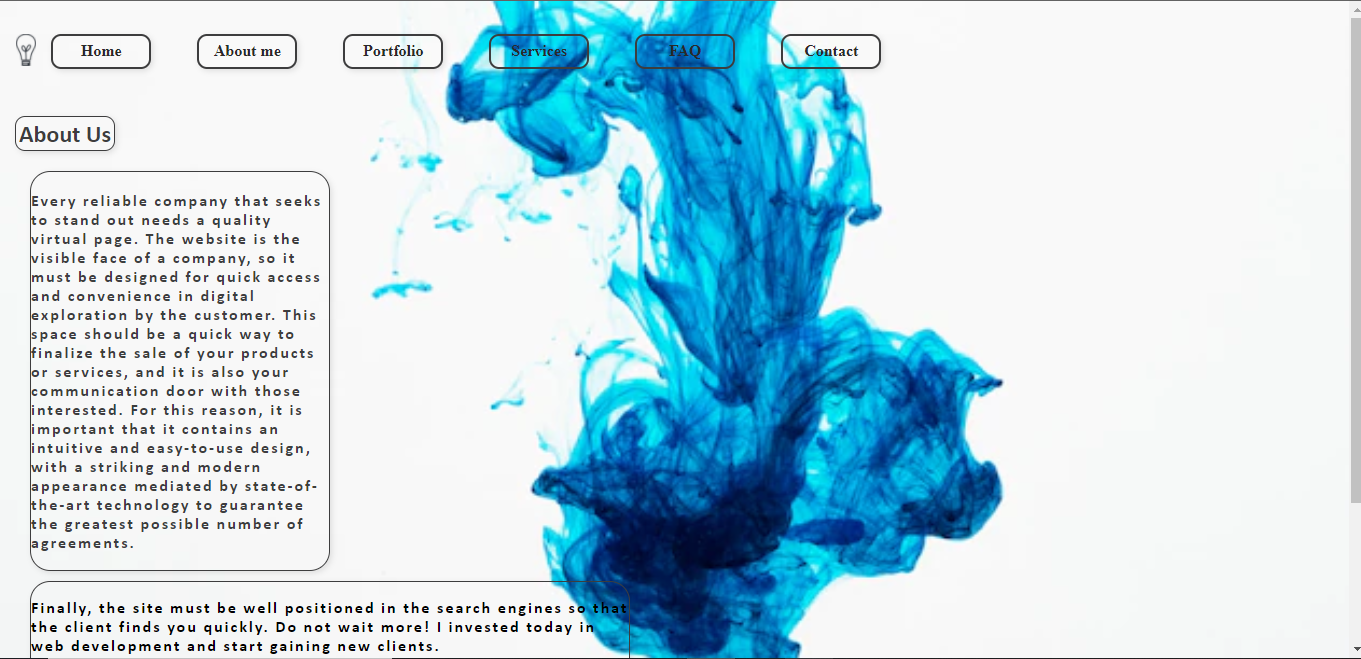 Home About me Portfolio Services FAQ Contact
About Us
Every reliable company that seeks
to stand out needs a quality
virtual page. The website is the
visible face of a company, so it
must be designed for quick access
and convenience in digital
exploration by the customer. This
space should be a quick way to
finalize the sale of your products
or services, and it is also your
communication door with those
interested. For this reason, it is
important that it contains an
intuitive and easy-to-use design,
with a striking and modern
appearance mediated by state-of-
the-art technology to guarantee
the greatest possible number of
agreements.
Finally, the site must be well positioned in the search engines so that
the client finds you quickly. Do not wait more! I invested today in
web development and start gaining new clients.